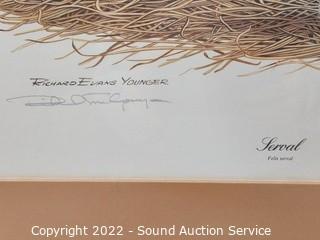 Richard Evans Younger
Serval
Felis serval
Copyright 2022 - Sound Auction Service